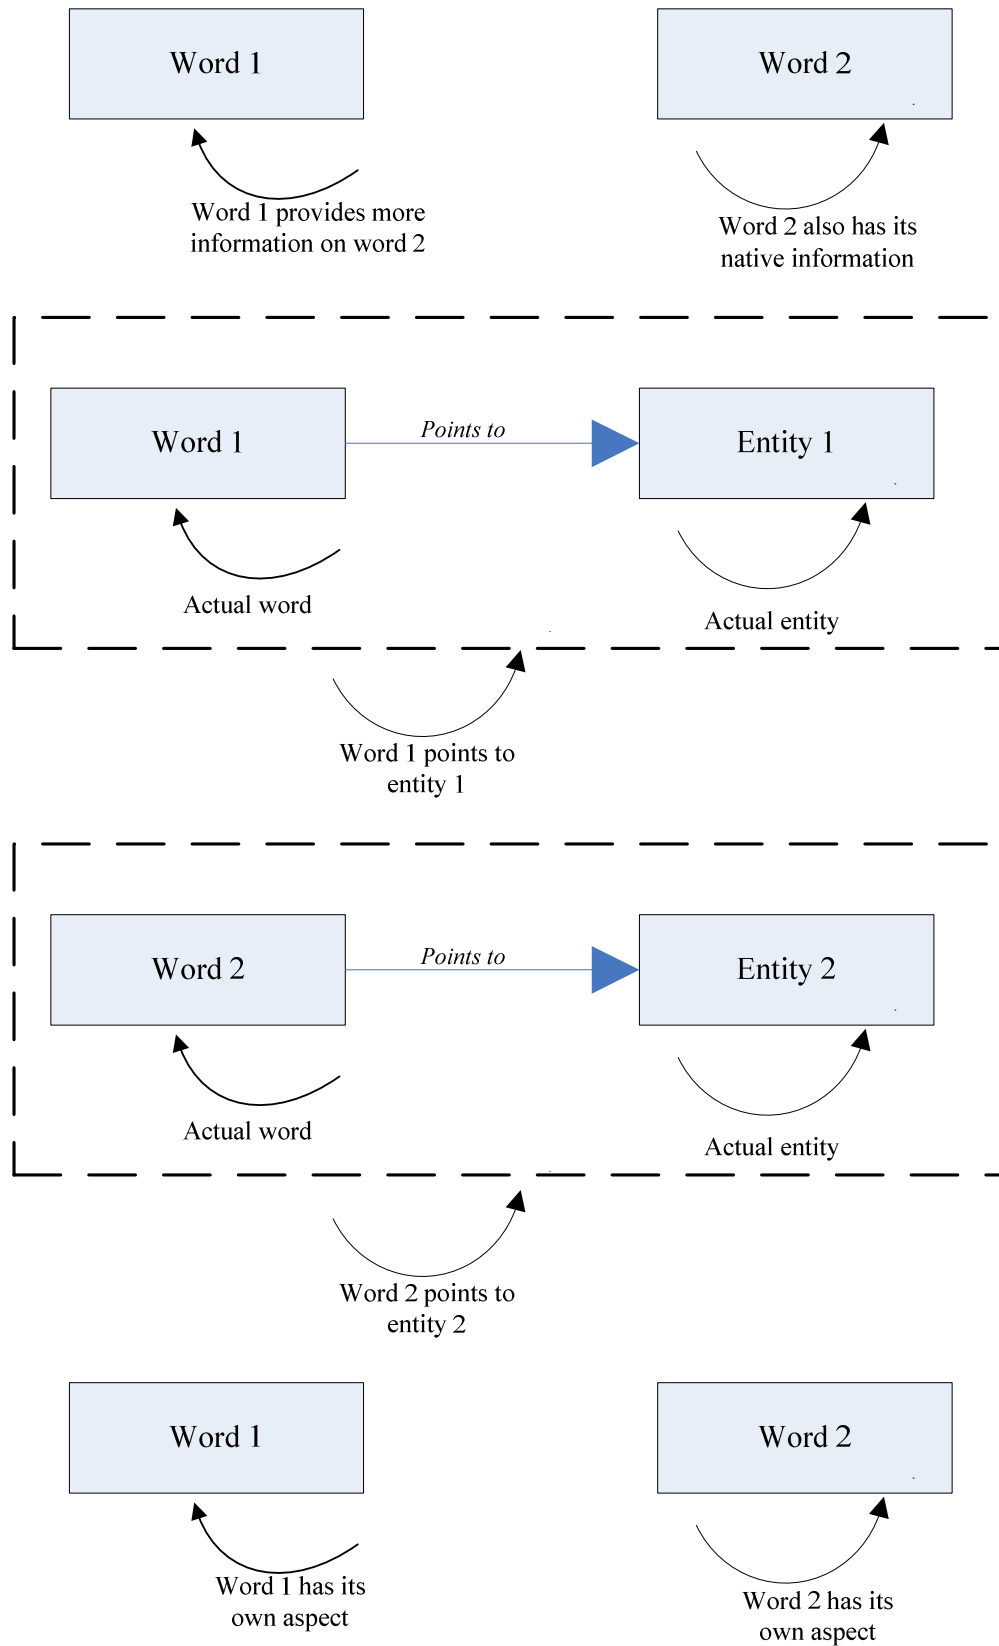 Word 1
Word 2
Word 1 provides more
information on word 2
Word 2 also has its
native information
Word 1
Points to
Entity 1
Actual word
Actual entity
Word 1 points to
entity 1
Word 2
Points to
Entity 2
Actual word
Actual entity
Word 2 points to
entity 2
Word 1
Word 2
Word 1 has its
own aspect
Word 2 has its
own aspect